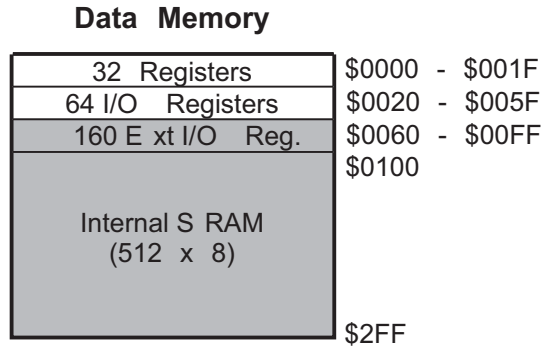 Data Memory
32 Registers $0000 - $001F
64 I/O Registers $0020 - $005F
160 E xt I/O Reg. $0060 - $00FF
$0100
Internal S RAM
(512 x 8)
$2FF